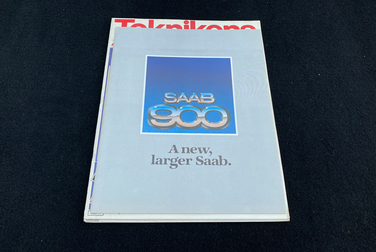 Teknikens
SAAB
900
A new,
larger Saab.